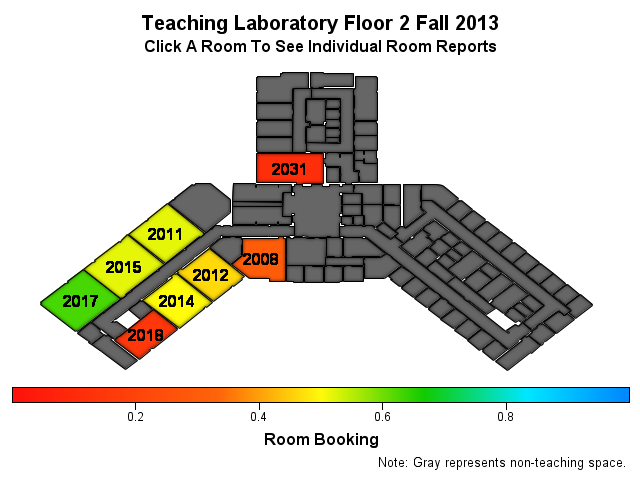 Teaching Laboratory Floor 2 Fall 2013
Click A Room To See Individual Room Reports
2031
2011
2015
2008
2012
2017
2014
2018
0.2 0.4 0.6 0.8
Room Booking
Note: Gray represents non-teaching space.